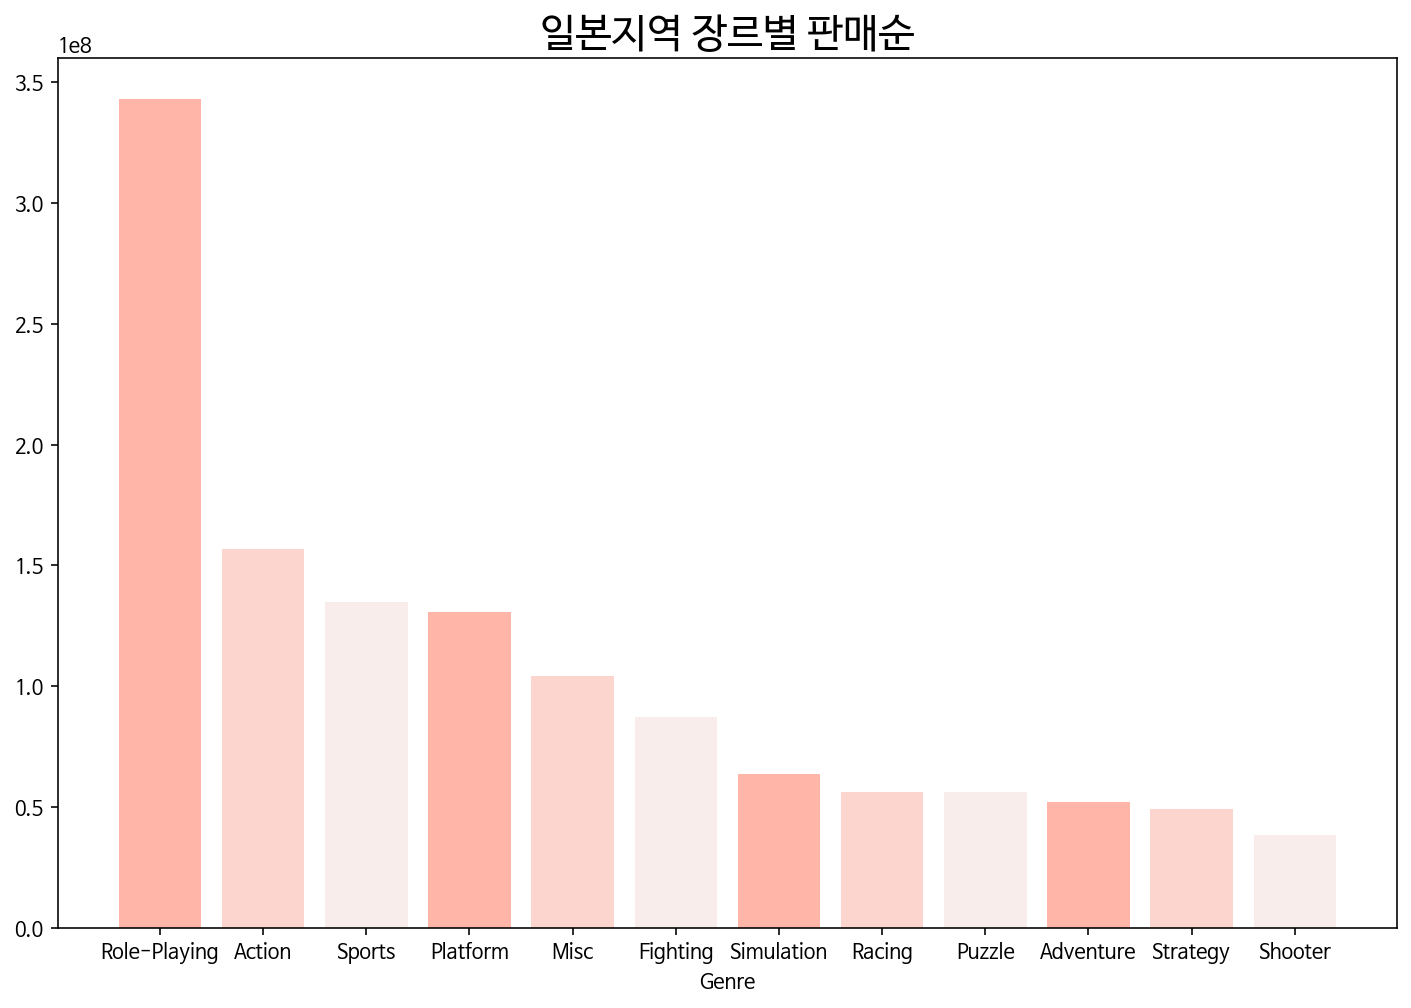 일본지역 장르별 판매순
1e8
3.5
3.0
2.5
2.0
1.5
1.0
0.5
0.0
Role-Playing Action Sports Platform Misc Fighting Simulation Racing Puzzle Adventure Strategy Shooter
Genre